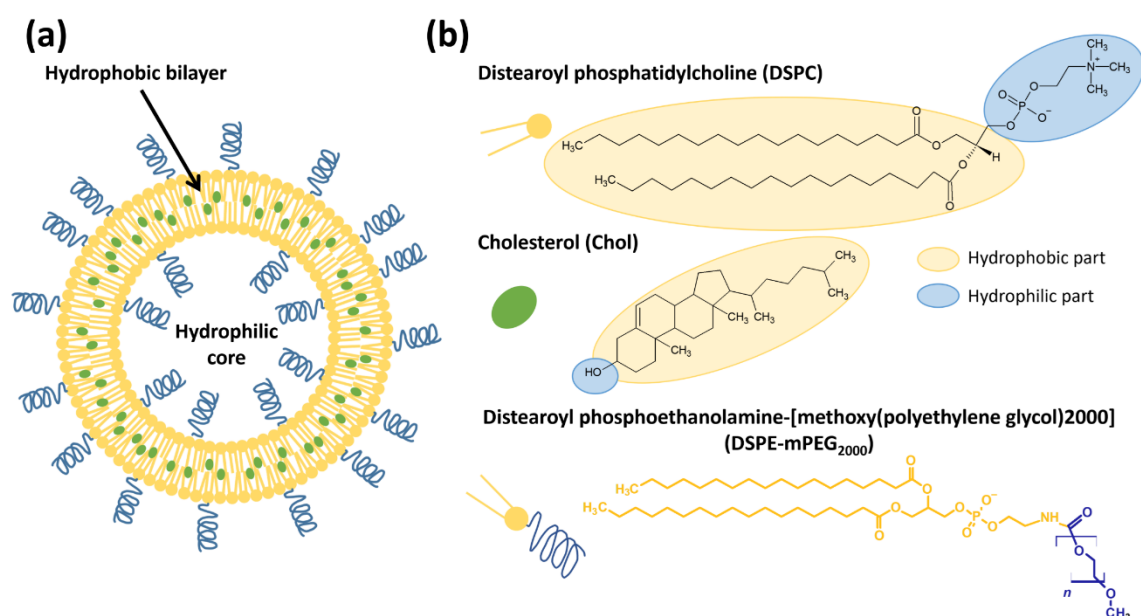 (a)
Hydrophobic bilayer
Hydrophilic
core
(b)
Distearoyl phosphatidylcholine (DSPC)
CH₃
N⁺
CH₃
CH₃
O
O
P
O⁻
O
O
O
H₃C
H
O
H₃C
O
Cholesterol (Chol)
CH₃
CH₃
CH₃
CH₃
CH₃
HO
Hydrophobic part
Hydrophilic part
Distearoyl phosphoethanolamine-[methoxy(polyethylene glycol)2000]
(DSPE-mPEG₂₀₀₀)
O
H₃C
O
O
O⁻
P
O
O
NH
O
H₃C
O
O
O
n
O
CH₃